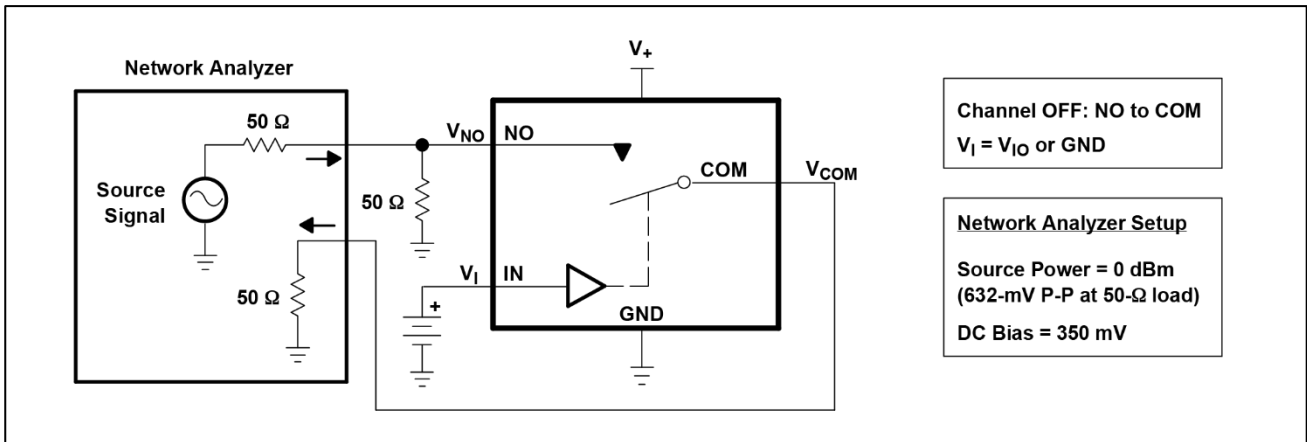 Network Analyzer
50 Ω
Source
Signal
50 Ω
V+
VNO NO
50 Ω
COM
VCOM
VI IN
+
GND
Channel OFF: NO to COM
VI = VIO or GND
Network Analyzer Setup
Source Power = 0 dBm
(632-mV P-P at 50-Ω load)
DC Bias = 350 mV